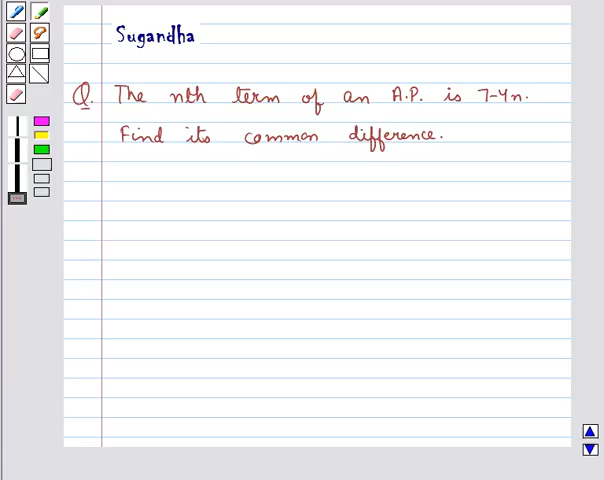 Sugandha
Q. The nth term of an A.P. is 7-4n.
Find its common difference.